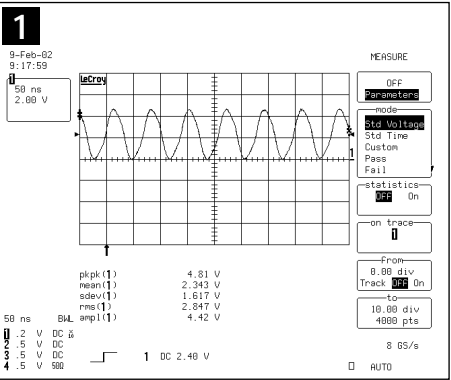 1
9-Feb-02
9:17:59
1
50 ns
2.00 V
LeCroy
1
pkpk(1) 4.81 V
mean(1) 2.343 V
sdev(1) 1.617 V
rms(1) 2.847 V
ampl(1) 4.42 V
50 ns BWL
1 .2 V DC
2 .5 V DC
3 .5 V DC
4 .5 V 50Ω
1 DC 2.40 V
MEASURE
OFF
Parameters
mode
Std Voltage
Std Time
Custom
Pass
Fail
statistics
OFF On
on trace
1
From
0.00 div
Track OFF On
to
10.00 div
4000 pts
8 GS/s
AUTO